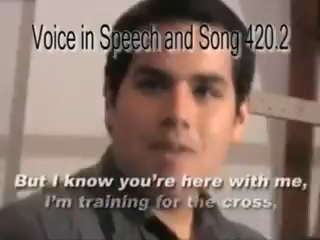 Voice in Speech and Song 420.2
But I know you're here with me,
I'm training for the cross,